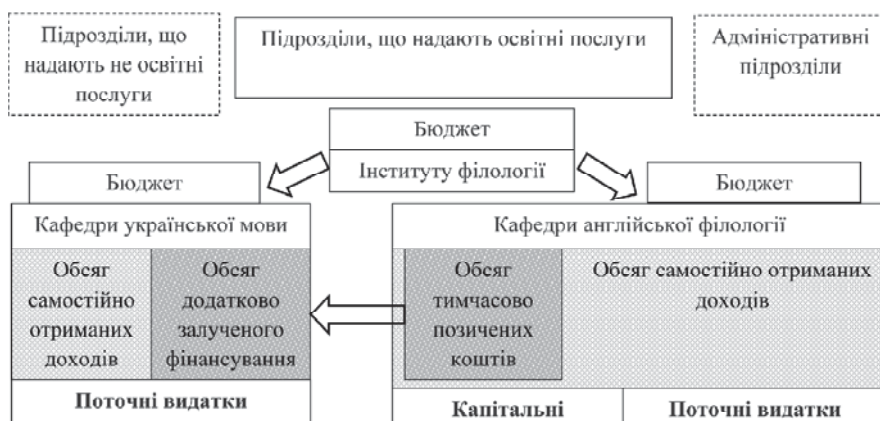 Підрозділи, що
надають не освітні
послуги
Підрозділи, що надають освітні послуги
Адміністративні
підрозділи
Бюджет
Інституту філології
Бюджет
Кафедри української мови
Обсяг
самостійно
отриманих
доходів
Обсяг
додатково
залученого
фінансування
Поточні видатки
Бюджет
Кафедри англійської філології
Обсяг
тимчасово
позичених
коштів
Обсяг самостійно отриманих
доходів
Капітальні
Поточні видатки